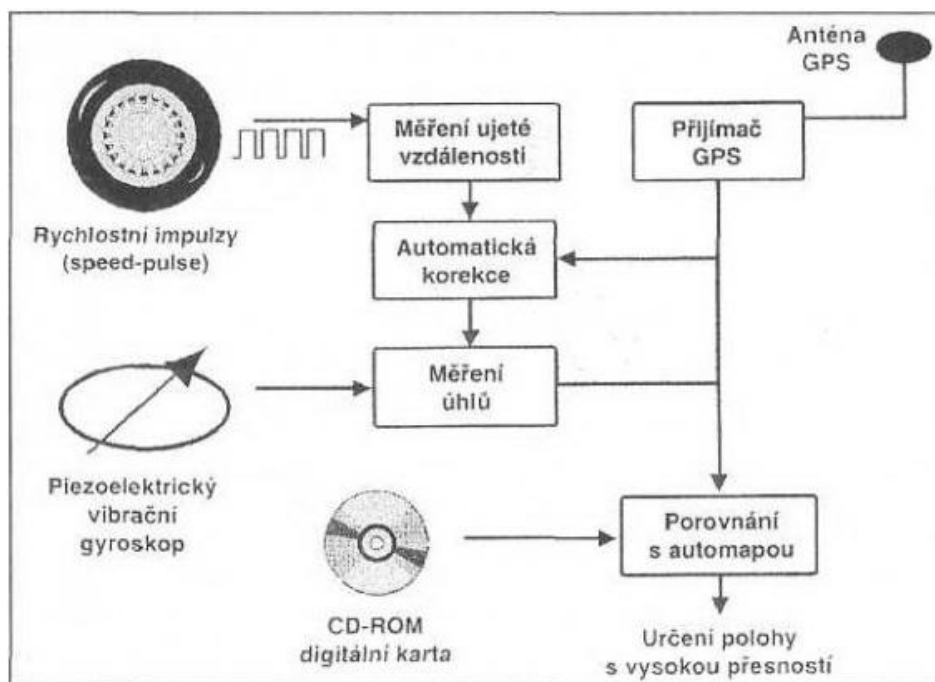 Anténa
GPS
Měření ujeté
vzdálenosti
Přijímač
GPS
Rychlostní impulzy
(speed-pulse)
Automatická
korekce
Měření
úhlů
Piezoelektrický
vibrační
gyroskop
Porovnání
s automapou
CD-ROM
digitální karta
Určení polohy
s vysokou přesností